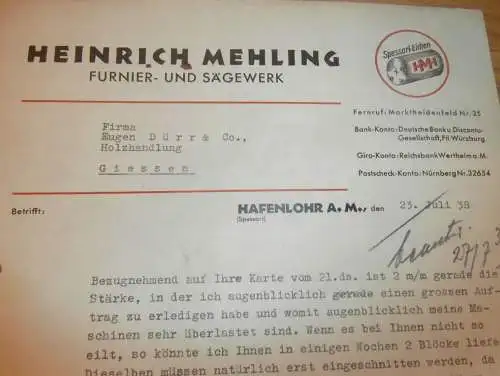 HEINRICH MEHLING
FURNIER- UND SÄGEWERK
Spessart-Eichen
HMH
Fernruf: Marktheidenfeld Nr. 25
Bank-Konto: Deutsche Bank u. Disconto-
Gesellschaft, Fil. Würzburg
Giro-Konto: Reichsbank Wertheim a. M.
Postscheck-Konto: Nürnberg Nr. 32654
Firma
Eugen Dürr & Co.,
Holzhandlung
Giessen
Betrifft:
HAFENLOHR A. M., den 23. Juli 38
(Spessart)
27/7
Bezugnehmend auf Ihre Karte vom 21.ds. ist 2 m/m gerade die
Stärke, in der ich augenblicklich gerade einen grossen Auf-
trag zu erledigen habe und womit augenblicklich meine Ma-
schinen sehr überlastet sind. Wenn es bei Ihnen nicht so
eilt, so könnte ich Ihnen in einigen Wochen 2 Blöcke liefe
Dieselben müssen natürlich erst eingeschnitten werden, da